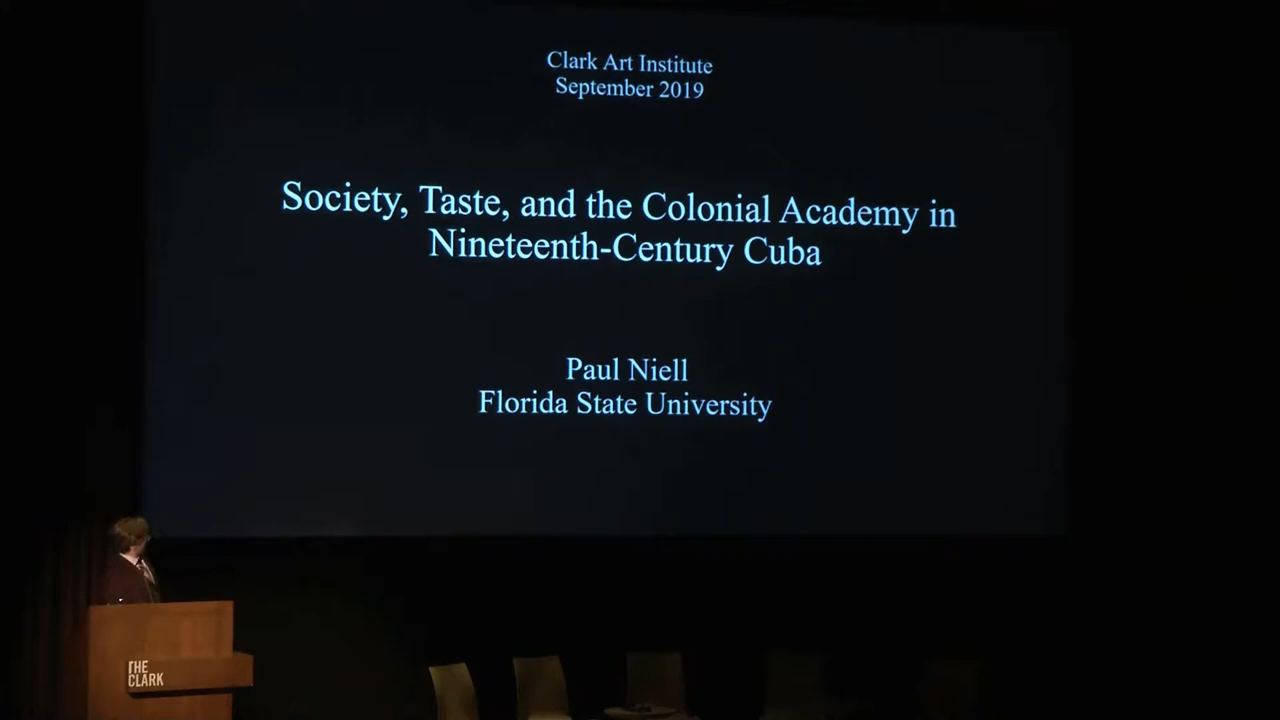 Clark Art Institute
September 2019
Society, Taste, and the Colonial Academy in
Nineteenth-Century Cuba
Paul Niell
Florida State University
THE
CLARK